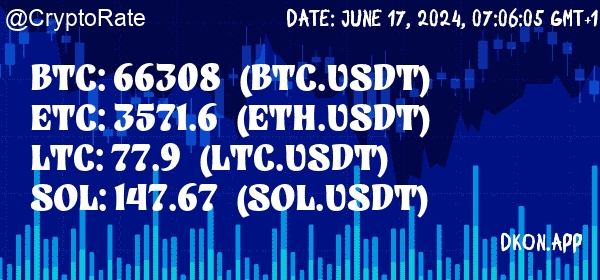 @CryptoRate
DATE: JUNE 17, 2024, 07:06:05 GMT+1
BTC: 66308 (BTC.USDT)
ETC: 3571.6 (ETH.USDT)
LTC: 77.9 (LTC.USDT)
SOL: 147.67 (SOL.USDT)
DKON.APP